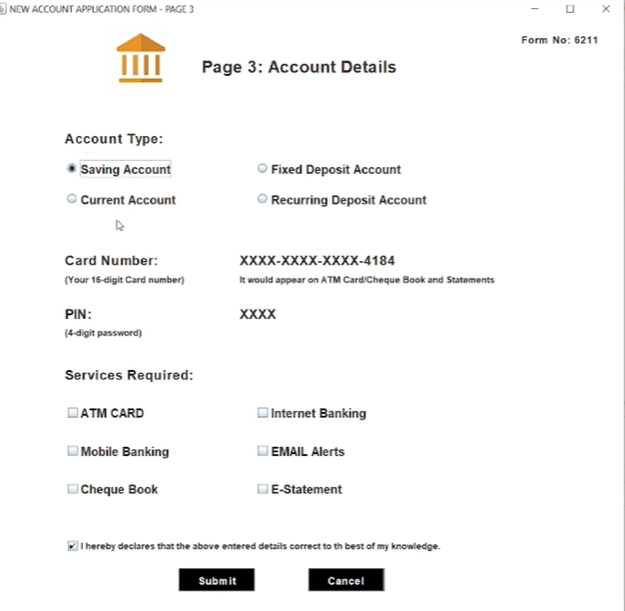 NEW ACCOUNT APPLICATION FORM - PAGE 3
Form No: 6211
Page 3: Account Details
Account Type:
Saving Account Fixed Deposit Account
Current Account Recurring Deposit Account
Card Number: XXXX-XXXX-XXXX-4184
(Your 16-digit Card number) It would appear on ATM Card/Cheque Book and Statements
PIN: XXXX
(4-digit password)
Services Required:
ATM CARD Internet Banking
Mobile Banking EMAIL Alerts
Cheque Book E-Statement
I hereby declares that the above entered details correct to th best of my knowledge.
Submit Cancel